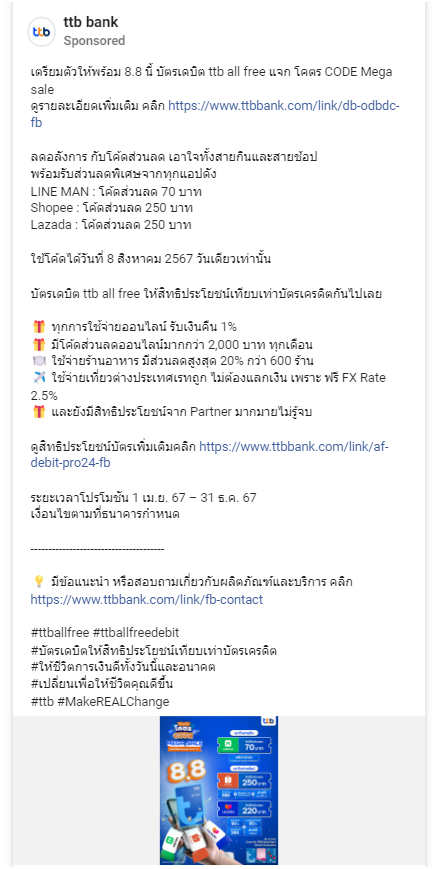 ttb bank
Sponsored
ttb
เตรียมตัวให้พร้อม 8.8 นี้ บัตรเดบิต ttb all free แจก โคตร CODE Mega
sale
ดูรายละเอียดเพิ่มเติม คลิก https://www.ttbbank.com/link/db-odbdc-
fb
ลดอลังการ กับโค้ดส่วนลด เอาใจทั้งสายกินและสายช้อป
พร้อมรับส่วนลดพิเศษจากทุกแอปดัง
LINE MAN : โค้ดส่วนลด 70 บาท
Shopee : โค้ดส่วนลด 250 บาท
Lazada : โค้ดส่วนลด 250 บาท
ใช้โค้ดได้วันที่ 8 สิงหาคม 2567 วันเดียวเท่านั้น
บัตรเดบิต ttb all free ให้สิทธิประโยชน์เทียบเท่าบัตรเครดิตกันไปเลย
🎁 ทุกการใช้จ่ายออนไลน์ รับเงินคืน 1%
🎁 มีโค้ดส่วนลดออนไลน์มากกว่า 2,000 บาท ทุกเดือน
🍽️ ใช้จ่ายร้านอาหาร มีส่วนลดสูงสุด 20% กว่า 600 ร้าน
✈️ ใช้จ่ายเที่ยวต่างประเทศเรทถูก ไม่ต้องแลกเงิน เพราะ ฟรี FX Rate
2.5%
🎁 และยังมีสิทธิประโยชน์จาก Partner มากมายไม่รู้จบ
ดูสิทธิประโยชน์บัตรเพิ่มเติมคลิก https://www.ttbbank.com/link/af-
debit-pro24-fb
ระยะเวลาโปรโมชัน 1 เม.ย. 67 – 31 ธ.ค. 67
เงื่อนไขตามที่ธนาคารกำหนด
--------------------------------------
💡 มีข้อแนะนำ หรือสอบถามเกี่ยวกับผลิตภัณฑ์และบริการ คลิก
https://www.ttbbank.com/link/fb-contact
#ttballfree #ttballfreedebit
#บัตรเดบิตให้สิทธิประโยชน์เทียบเท่าบัตรเครดิต
#ให้ชีวิตการเงินดีทั้งวันนี้และอนาคต
#เปลี่ยนเพื่อให้ชีวิตคุณดีขึ้น
#ttb #MakeREALChange
ttb
โคตร
CODE
MEGA SALE
8.8
70 บาท
250 บาท
220 บาท